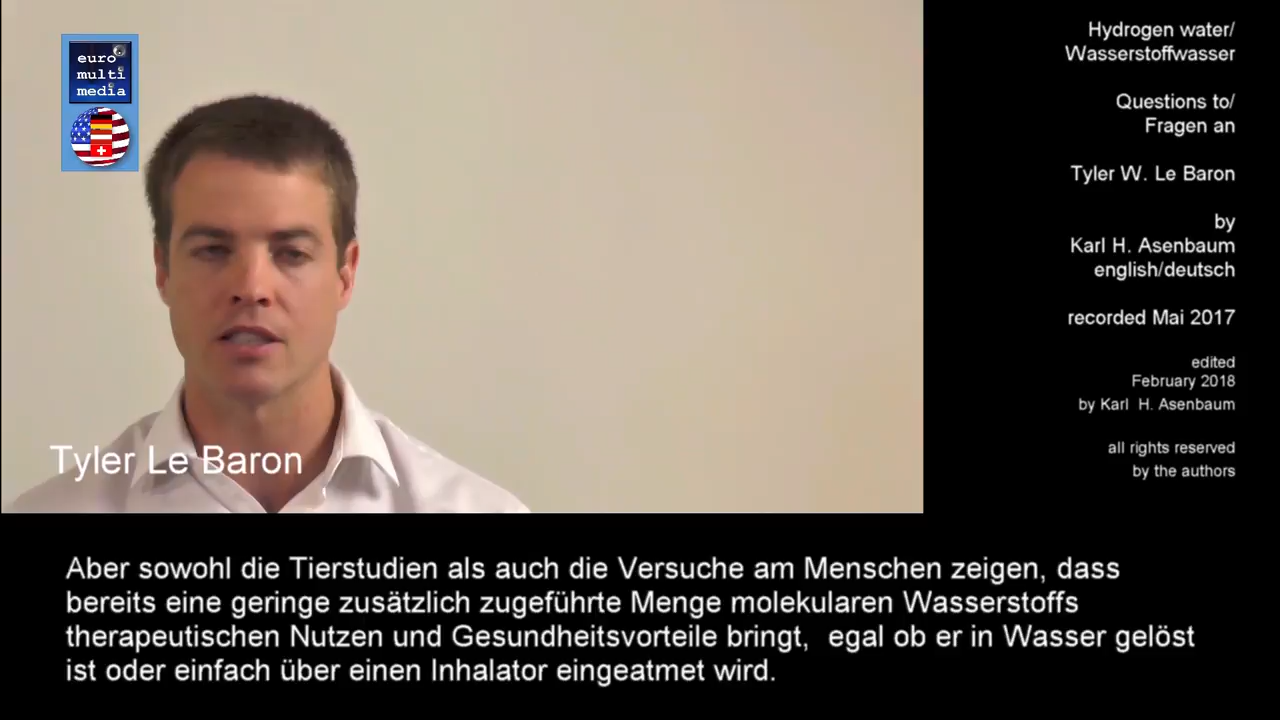 euro
multi
media
Tyler Le Baron
Hydrogen water/
Wasserstoffwasser
Questions to/
Fragen an
Tyler W. Le Baron
by
Karl H. Asenbaum
english/deutsch
recorded Mai 2017
edited
February 2018
by Karl H. Asenbaum
all rights reserved
by the authors
Aber sowohl die Tierstudien als auch die Versuche am Menschen zeigen, dass
bereits eine geringe zusätzlich zugeführte Menge molekularen Wasserstoffs
therapeutischen Nutzen und Gesundheitsvorteile bringt, egal ob er in Wasser gelöst
ist oder einfach über einen Inhalator eingeatmet wird.